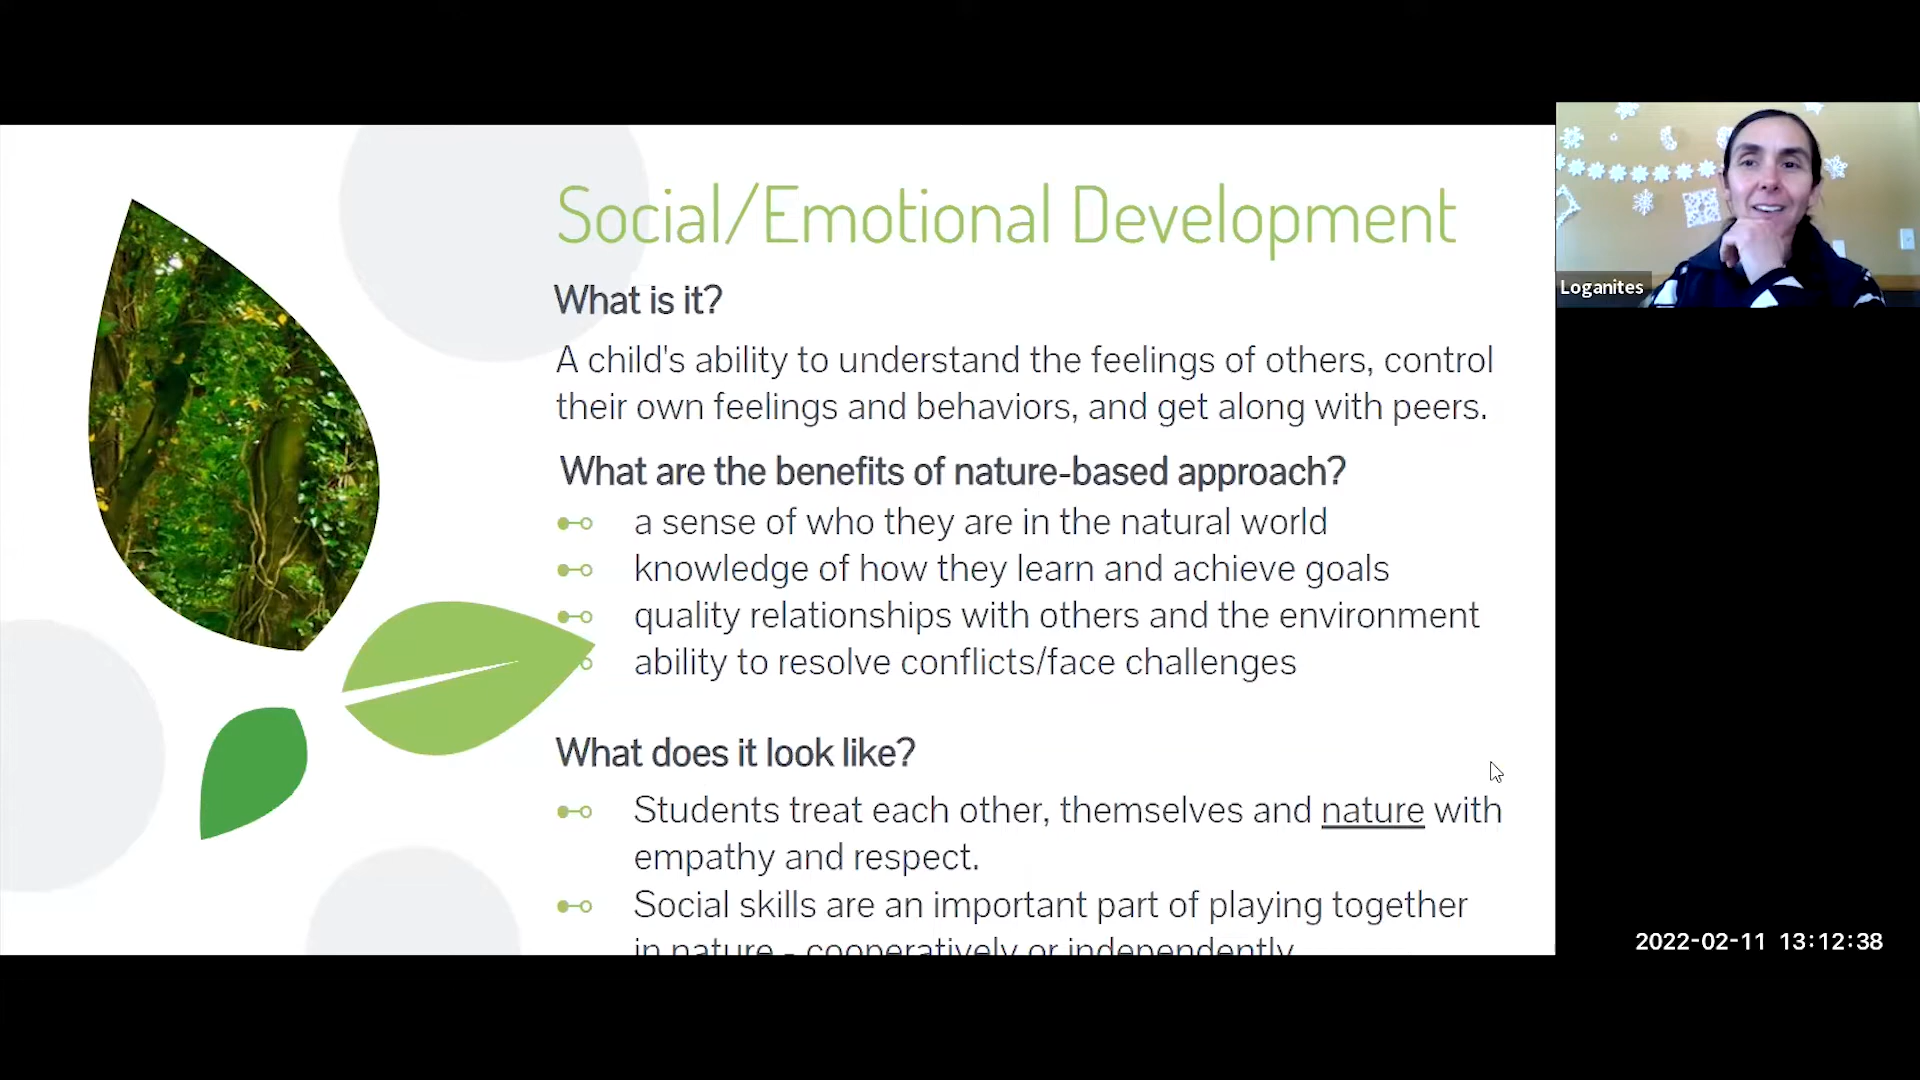 Social/Emotional Development
What is it?
A child's ability to understand the feelings of others, control
their own feelings and behaviors, and get along with peers.
What are the benefits of nature-based approach?
a sense of who they are in the natural world
knowledge of how they learn and achieve goals
quality relationships with others and the environment
ability to resolve conflicts/face challenges
What does it look like?
Students treat each other, themselves and nature with
empathy and respect.
Social skills are an important part of playing together
in nature - cooperatively or independently
Loganites
2022-02-11 13:12:38